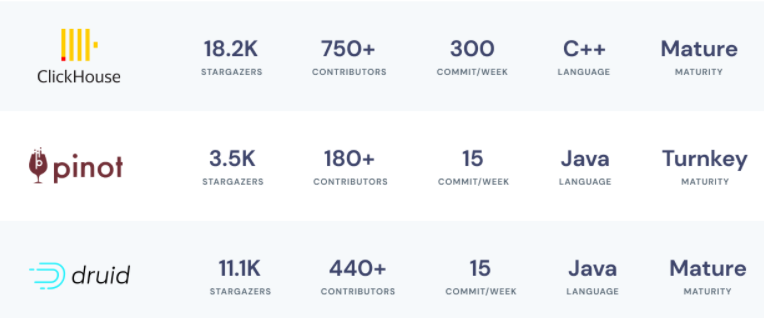 18.2K 750+ 300 C++ Mature
ClickHouse STARGAZERS CONTRIBUTORS COMMIT/WEEK LANGUAGE MATURITY
pinot 3.5K 180+ 15 Java Turnkey
STARGAZERS CONTRIBUTORS COMMIT/WEEK LANGUAGE MATURITY
druid 11.1K 440+ 15 Java Mature
STARGAZERS CONTRIBUTORS COMMIT/WEEK LANGUAGE MATURITY